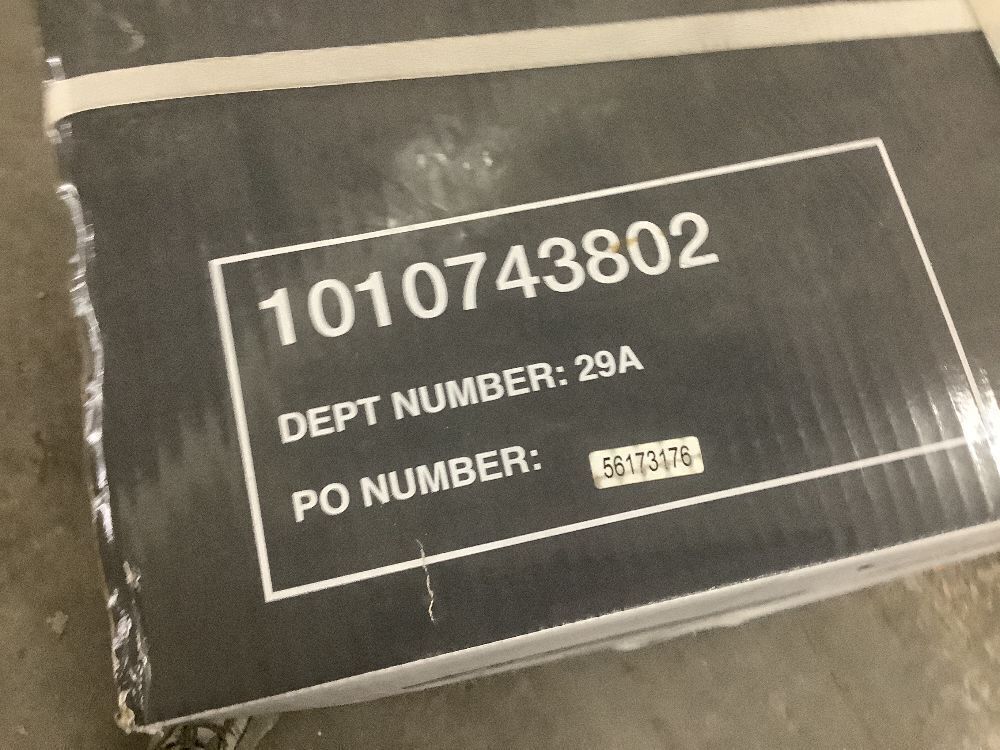 1010743802
DEPT NUMBER: 29A
PO NUMBER: 56173176